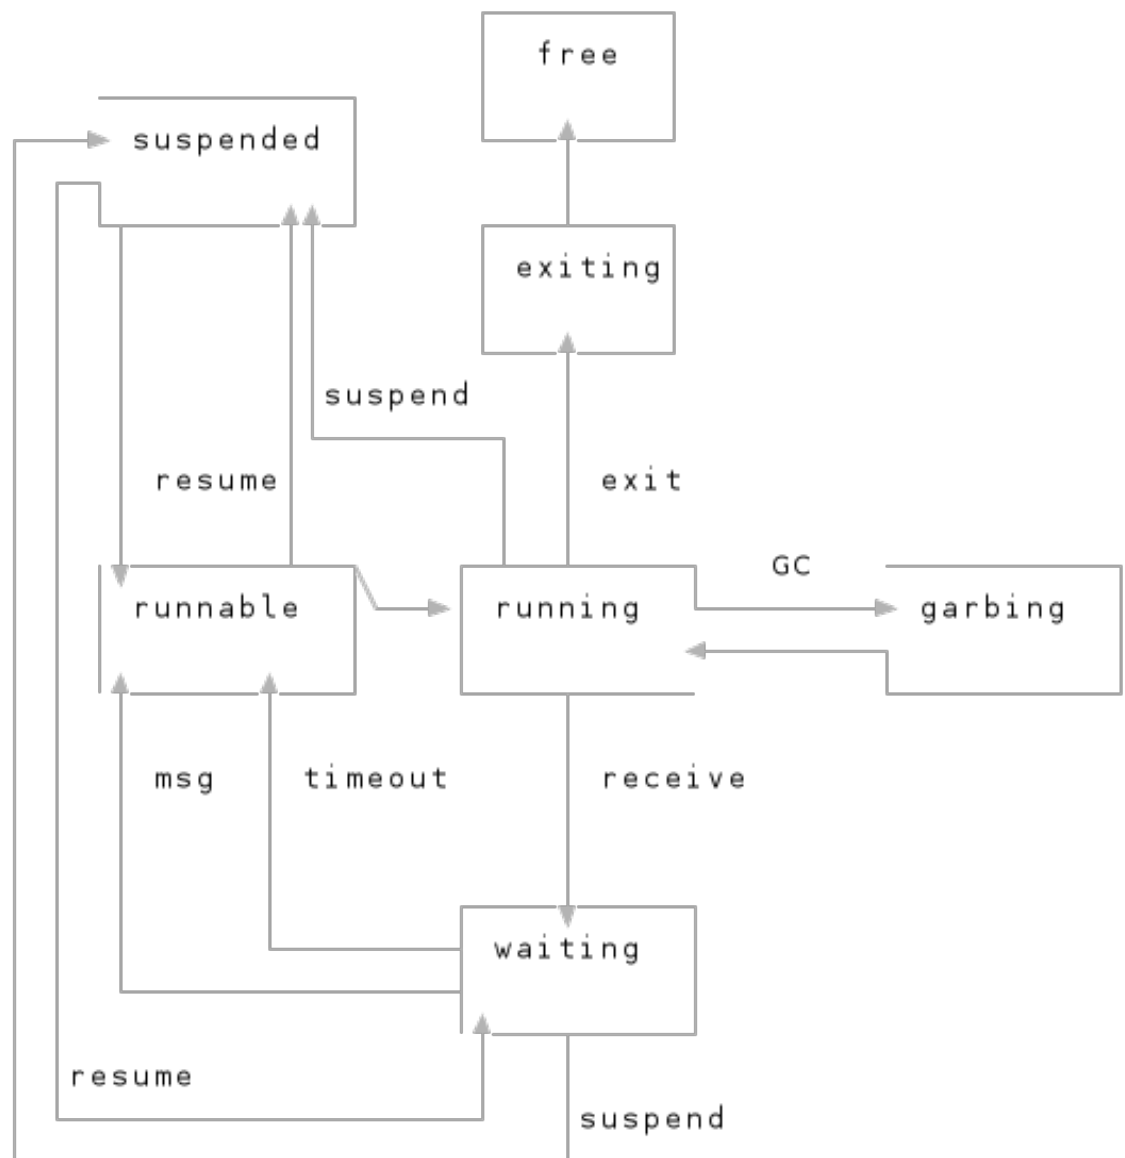 free
suspended
exiting
suspend
resume
exit
GC
runnable
running
garbing
msg
timeout
receive
waiting
resume
suspend